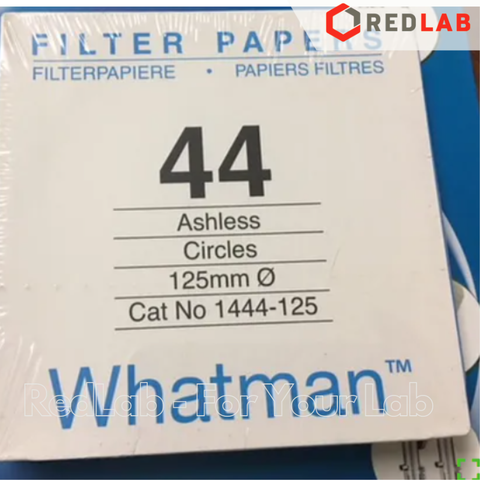 REDLAB
FILTER PAPERS
FILTERPAPIERE • PAPIERS FILTRES
44
Ashless
Circles
125mm Ø
Cat No 1444-125
Whatman™
RedLab - For Your Lab